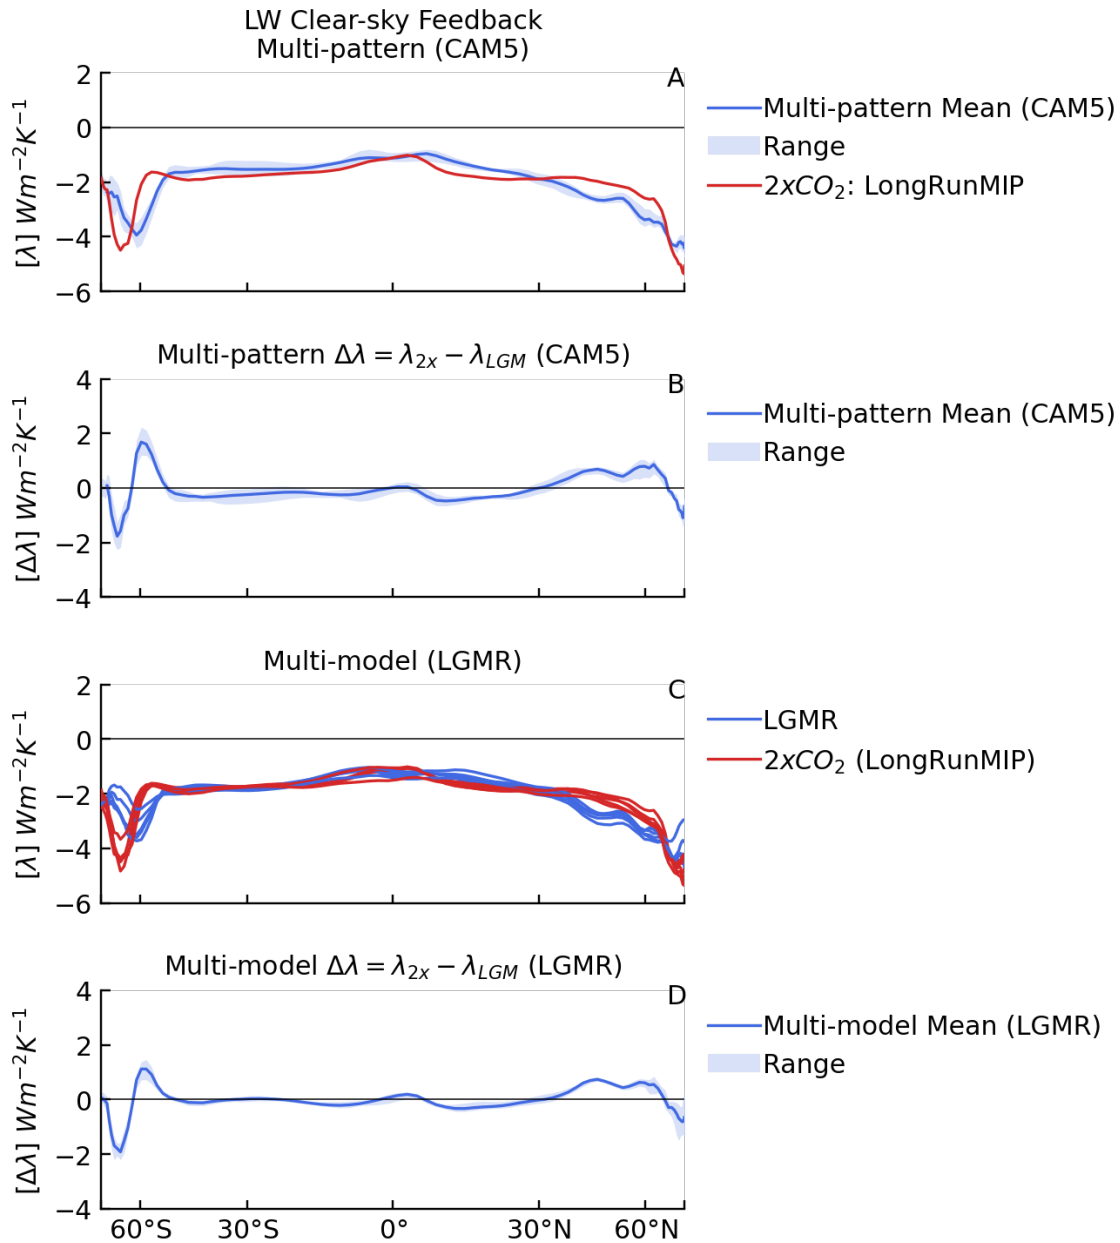 LW Clear-sky Feedback
Multi-pattern (CAM5)
A
2
0
−2
−4
−6
[λ] Wm⁻²K⁻¹
Multi-pattern Mean (CAM5)
Range
2xCO₂: LongRunMIP
Multi-pattern Δλ = λ₂ₓ − λ_LGM (CAM5)
B
4
2
0
−2
−4
[Δλ] Wm⁻²K⁻¹
Multi-pattern Mean (CAM5)
Range
Multi-model (LGMR)
C
2
0
−2
−4
−6
[λ] Wm⁻²K⁻¹
LGMR
2xCO₂ (LongRunMIP)
Multi-model Δλ = λ₂ₓ − λ_LGM (LGMR)
D
4
2
0
−2
−4
[Δλ] Wm⁻²K⁻¹
Multi-model Mean (LGMR)
Range
60°S 30°S 0° 30°N 60°N